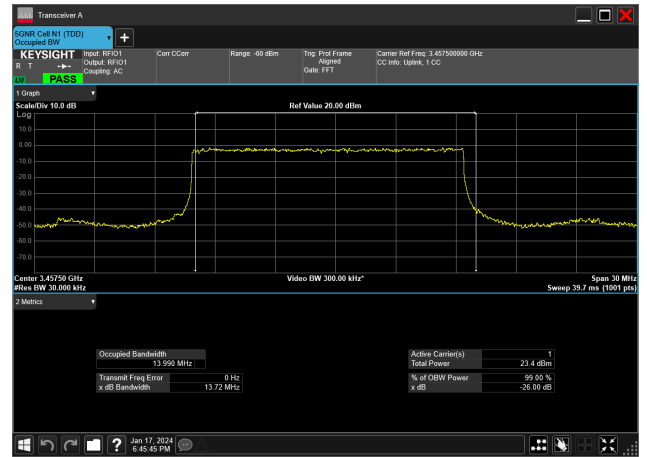 Transceiver A
5GNR Cell N1 (TDD)
Occupied BW
KEYSIGHT
Input: RFIO1
Corr CCorr
Range: -60 dBm
Trig: Prot Frame
Carrier Ref Freq: 3.457500000 GHz
R T
Output: RFIO1
Aligned
CC Info: Uplink, 1 CC
Coupling: AC
Gate: FFT
LXI
PASS
1 Graph
Scale/Div 10.0 dB
Ref Value 20.00 dBm
Log
10.0
0.00
-10.0
-20.0
-30.0
-40.0
-50.0
-60.0
-70.0
Center 3.45750 GHz
Video BW 300.00 kHz*
Span 30 MHz
#Res BW 30.000 kHz
Sweep 39.7 ms (1001 pts)
2 Metrics
Occupied Bandwidth
13.990 MHz
Active Carrier(s) 1
Total Power 23.4 dBm
Transmit Freq Error 0 Hz
x dB Bandwidth 13.72 MHz
% of OBW Power 99.00 %
x dB -26.00 dB
Jan 17, 2024
6:45:45 PM